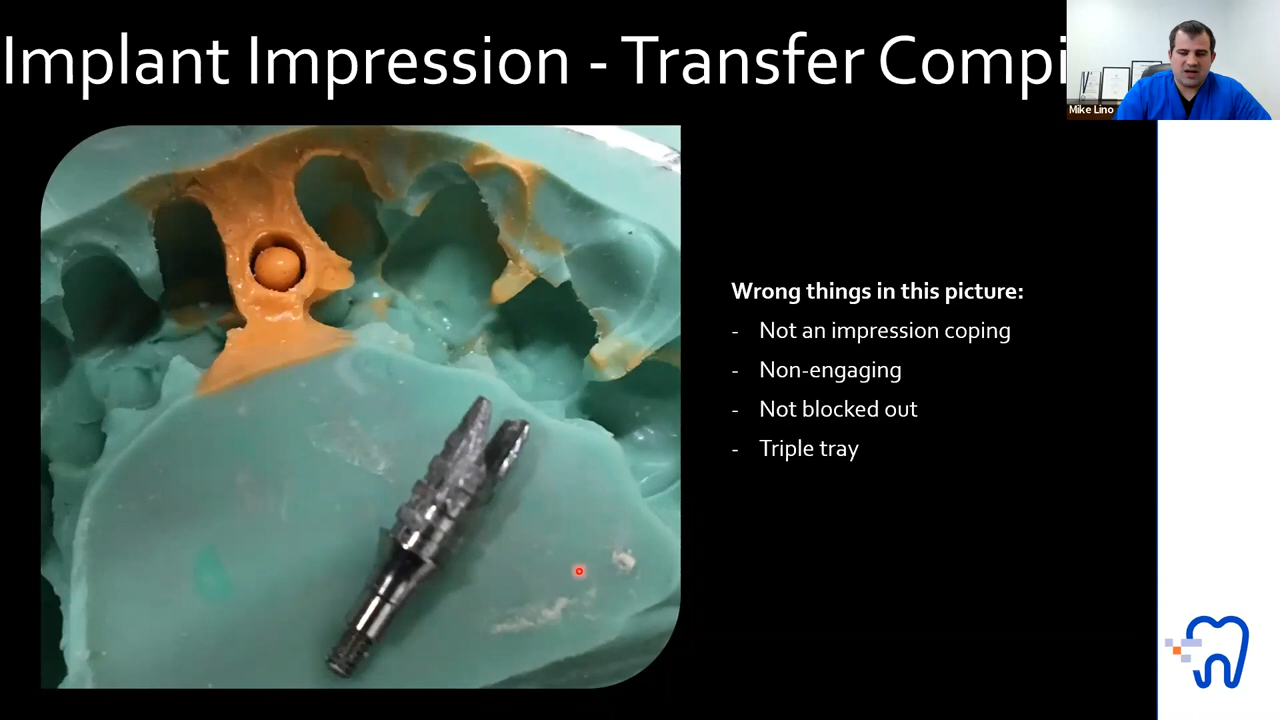 Implant Impression - Transfer Compi
Mike Lino
Wrong things in this picture:
- Not an impression coping
- Non-engaging
- Not blocked out
- Triple tray